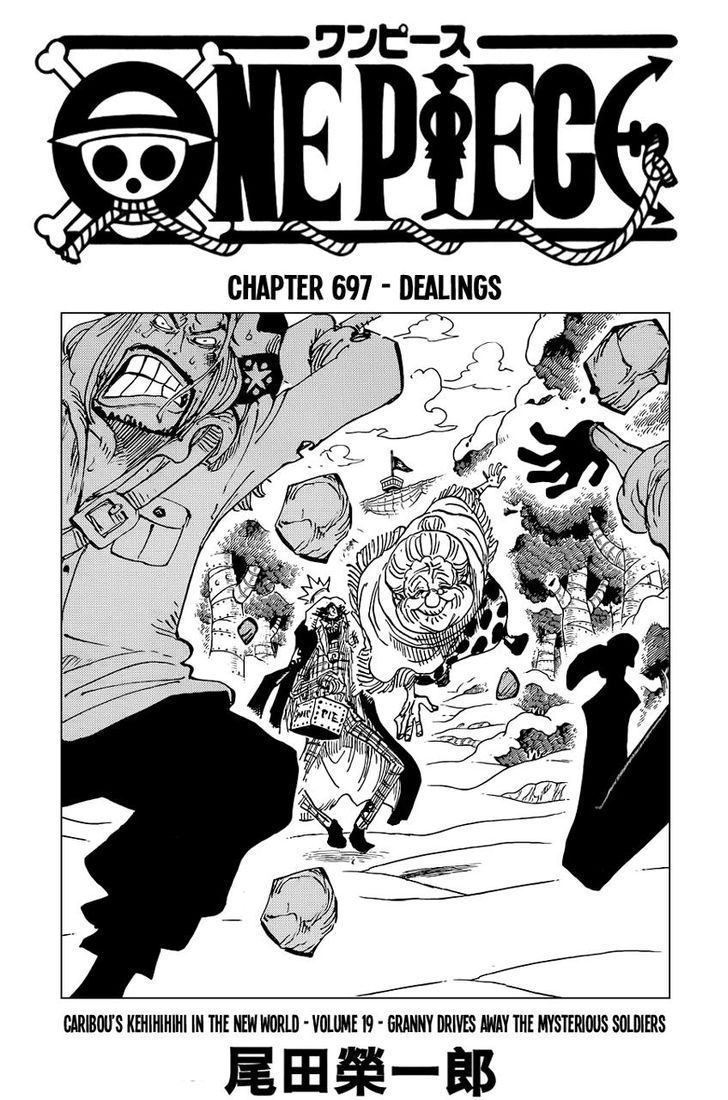 ワンピース
ONE PIECE
CHAPTER 697 - DEALINGS
CARIBOU'S KEHIHIHIHI IN THE NEW WORLD - VOLUME 19 - GRANNY DRIVES AWAY THE MYSTERIOUS SOLDIERS
尾田榮一郎